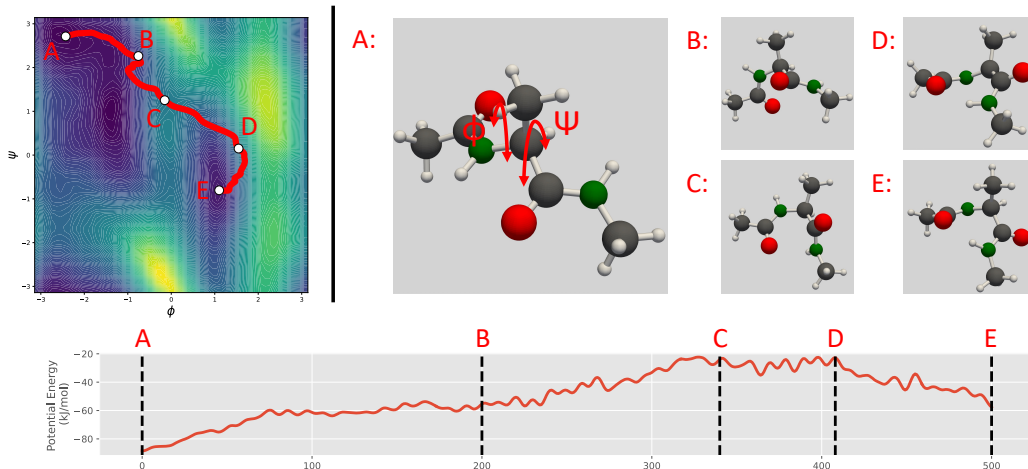 3
2
1
0
−1
−2
−3
ψ
−3
−2
−1
0
1
2
3
ϕ
A
B
C
D
E
A:
Φ
Ψ
B:
D:
C:
E:
A
B
C
D
E
Potential Energy
(kJ/mol)
−20
−40
−60
−80
0
100
200
300
400
500